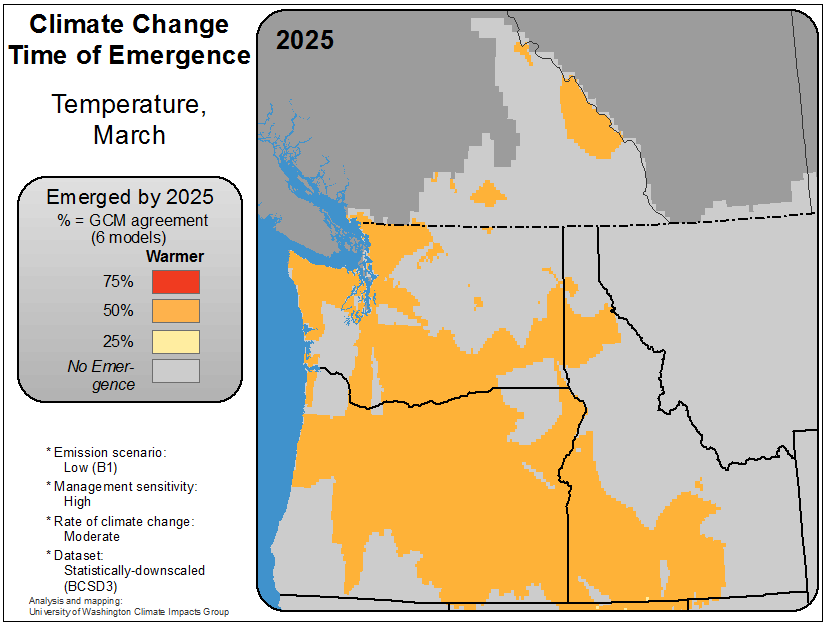 Climate Change
Time of Emergence
Temperature,
March
2025
Emerged by 2025
% = GCM agreement
(6 models)
Warmer
75%
50%
25%
No Emer-
gence
* Emission scenario:
Low (B1)
* Management sensitivity:
High
* Rate of climate change:
Moderate
* Dataset:
Statistically-downscaled
(BCSD3)
Analysis and mapping:
University of Washington Climate Impacts Group